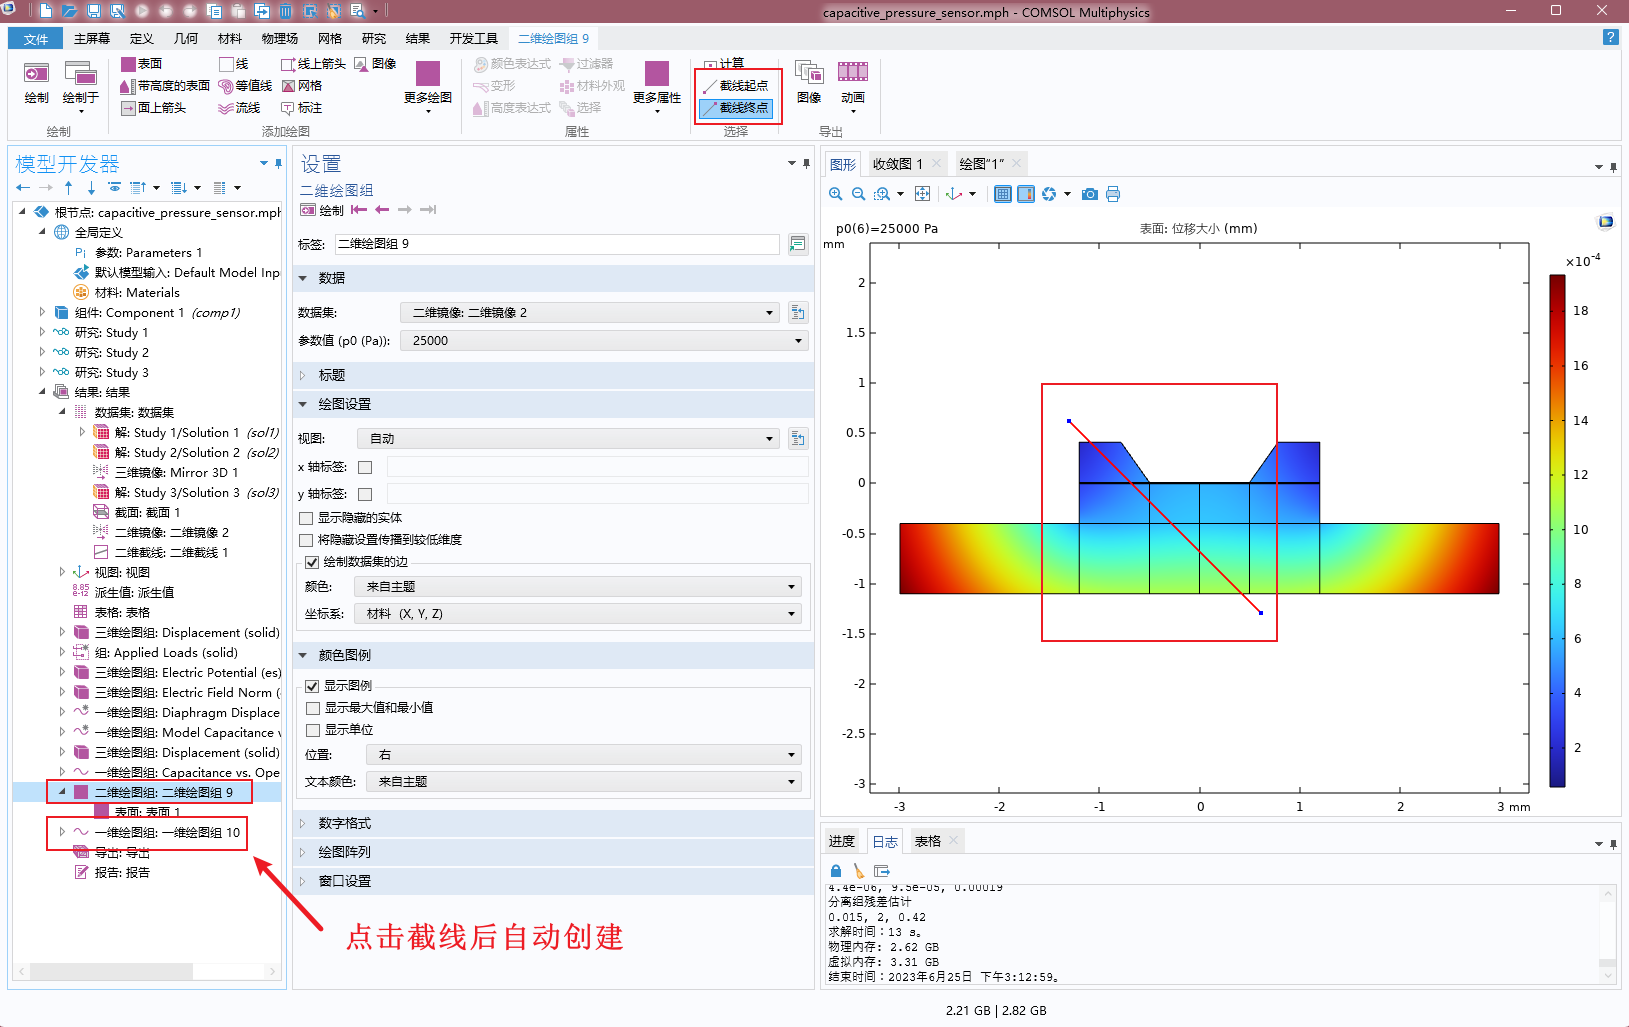 capacitive_pressure_sensor.mph - COMSOL Multiphysics
文件 主屏幕 定义 几何 材料 物理场 网格 研究 结果 开发工具 二维绘图组 9
表面 线 线上箭头 图像 颜色表达式 过滤器 计算
带高度的表面 等值线 网格 变形 材料外观 截线起点
面上箭头 流线 标注 高度表达式 选择 截线终点
绘制 绘制于 更多绘图 更多属性 图像 动画
绘制 添加绘图 属性 选择 导出
模型开发器
根节点: capacitive_pressure_sensor.mph
全局定义
Pi 参数: Parameters 1
默认模型输入: Default Model Inp
材料: Materials
组件: Component 1 (comp1)
研究: Study 1
研究: Study 2
研究: Study 3
结果: 结果
数据集: 数据集
解: Study 1/Solution 1 (sol1)
解: Study 2/Solution 2 (sol2)
三维镜像: Mirror 3D 1
解: Study 3/Solution 3 (sol3)
截面: 截面 1
二维镜像: 二维镜像 2
二维截线: 二维截线 1
视图: 视图
8.85
e-12 派生值: 派生值
表格: 表格
三维绘图组: Displacement (solid)
组: Applied Loads (solid)
三维绘图组: Electric Potential (es)
三维绘图组: Electric Field Norm (
一维绘图组: Diaphragm Displace
一维绘图组: Model Capacitance v
三维绘图组: Displacement (solid)
一维绘图组: Capacitance vs. Ope
二维绘图组: 二维绘图组 9
表面: 表面 1
一维绘图组: 一维绘图组 10
导出: 导出
报告: 报告
点击截线后自动创建
设置
二维绘图组
绘制
标签: 二维绘图组 9
数据
数据集: 二维镜像: 二维镜像 2
参数值 (p0 (Pa)): 25000
标题
绘图设置
视图: 自动
x 轴标签:
y 轴标签:
显示隐藏的实体
将隐藏设置传播到较低维度
绘制数据集的边
颜色: 来自主题
坐标系: 材料 (X, Y, Z)
颜色图例
显示图例
显示最大值和最小值
显示单位
位置: 右
文本颜色: 来自主题
数字格式
绘图阵列
窗口设置
图形 收敛图 1 绘图“1”
p0(6)=25000 Pa 表面: 位移大小 (mm)
mm
×10⁻⁴
2
1.5
1
0.5
0
-0.5
-1
-1.5
-2
-2.5
-3
-3 -2 -1 0 1 2 3 mm
18
16
14
12
10
8
6
4
2
进度 日志 表格
4.4e-06, 9.5e-05, 0.00019
分离组残差估计
0.015, 2, 0.42
求解时间：13 s。
物理内存: 2.62 GB
虚拟内存: 3.31 GB
结束时间：2023年6月25日 下午3:12:59。
2.21 GB | 2.82 GB